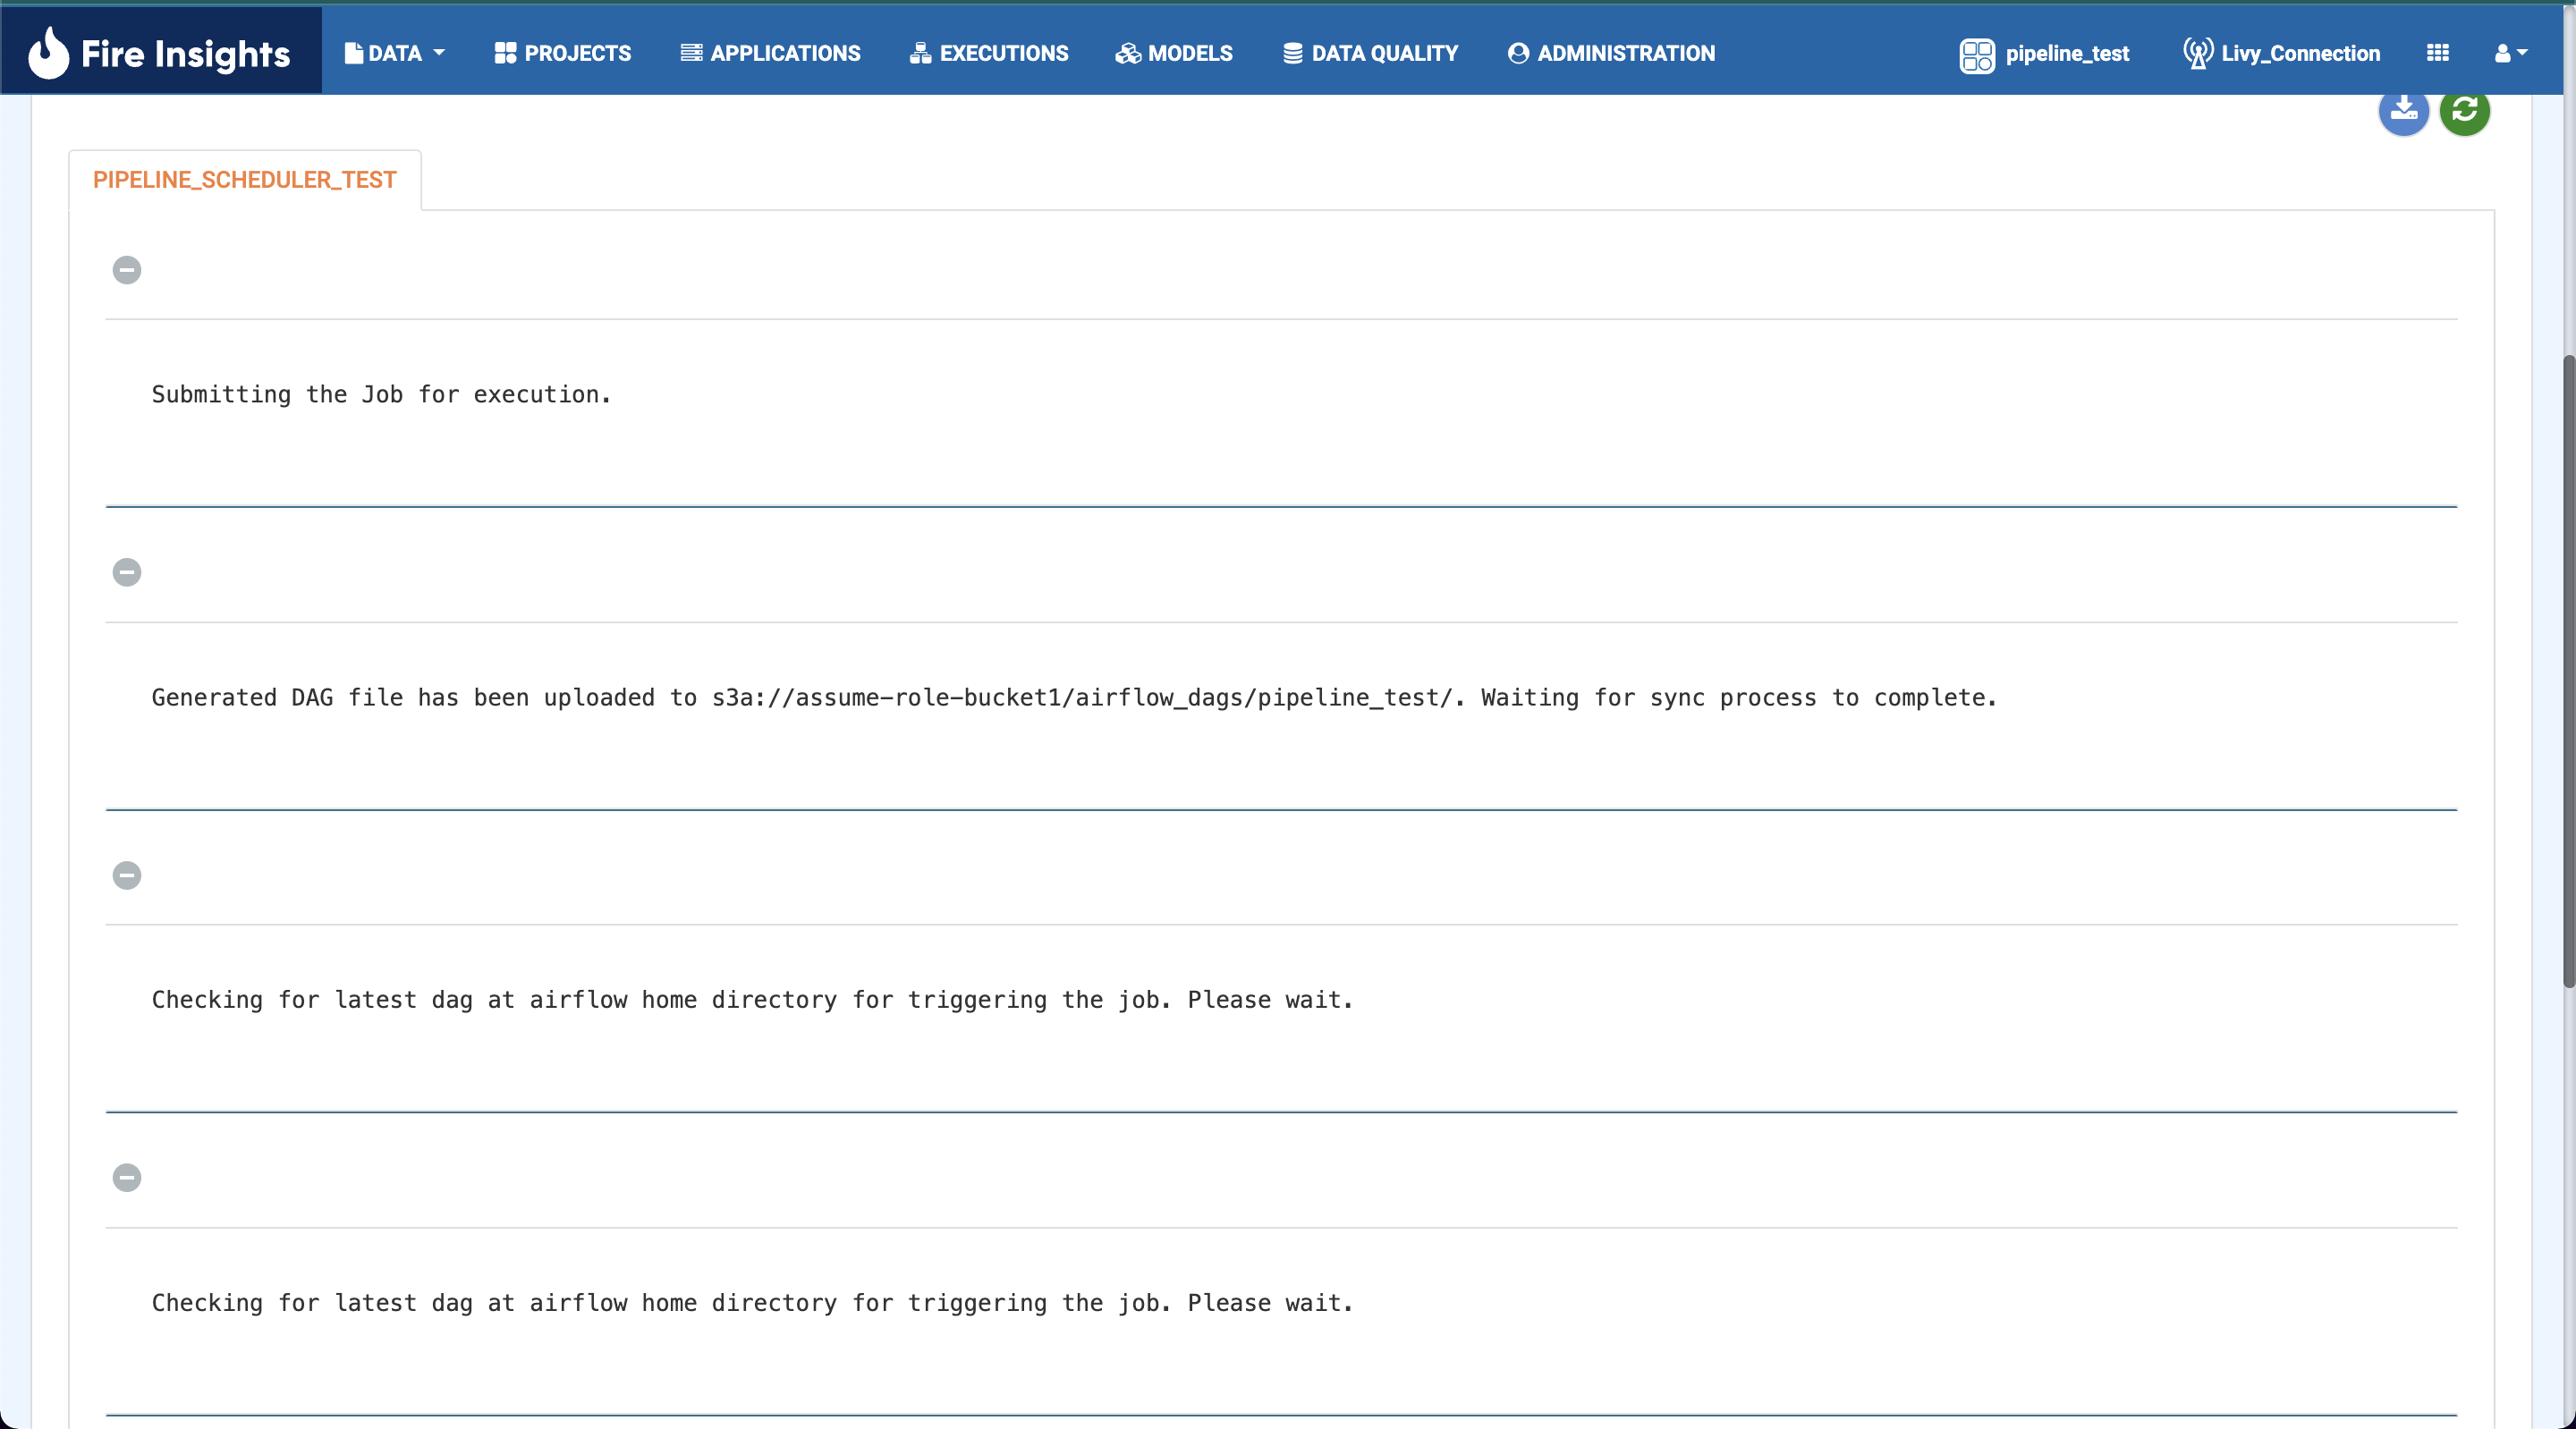 Fire Insights
DATA
PROJECTS
APPLICATIONS
EXECUTIONS
MODELS
DATA QUALITY
ADMINISTRATION
pipeline_test
Livy_Connection
PIPELINE_SCHEDULER_TEST
Submitting the Job for execution.
Generated DAG file has been uploaded to s3a://assume-role-bucket1/airflow_dags/pipeline_test/. Waiting for sync process to complete.
Checking for latest dag at airflow home directory for triggering the job. Please wait.
Checking for latest dag at airflow home directory for triggering the job. Please wait.